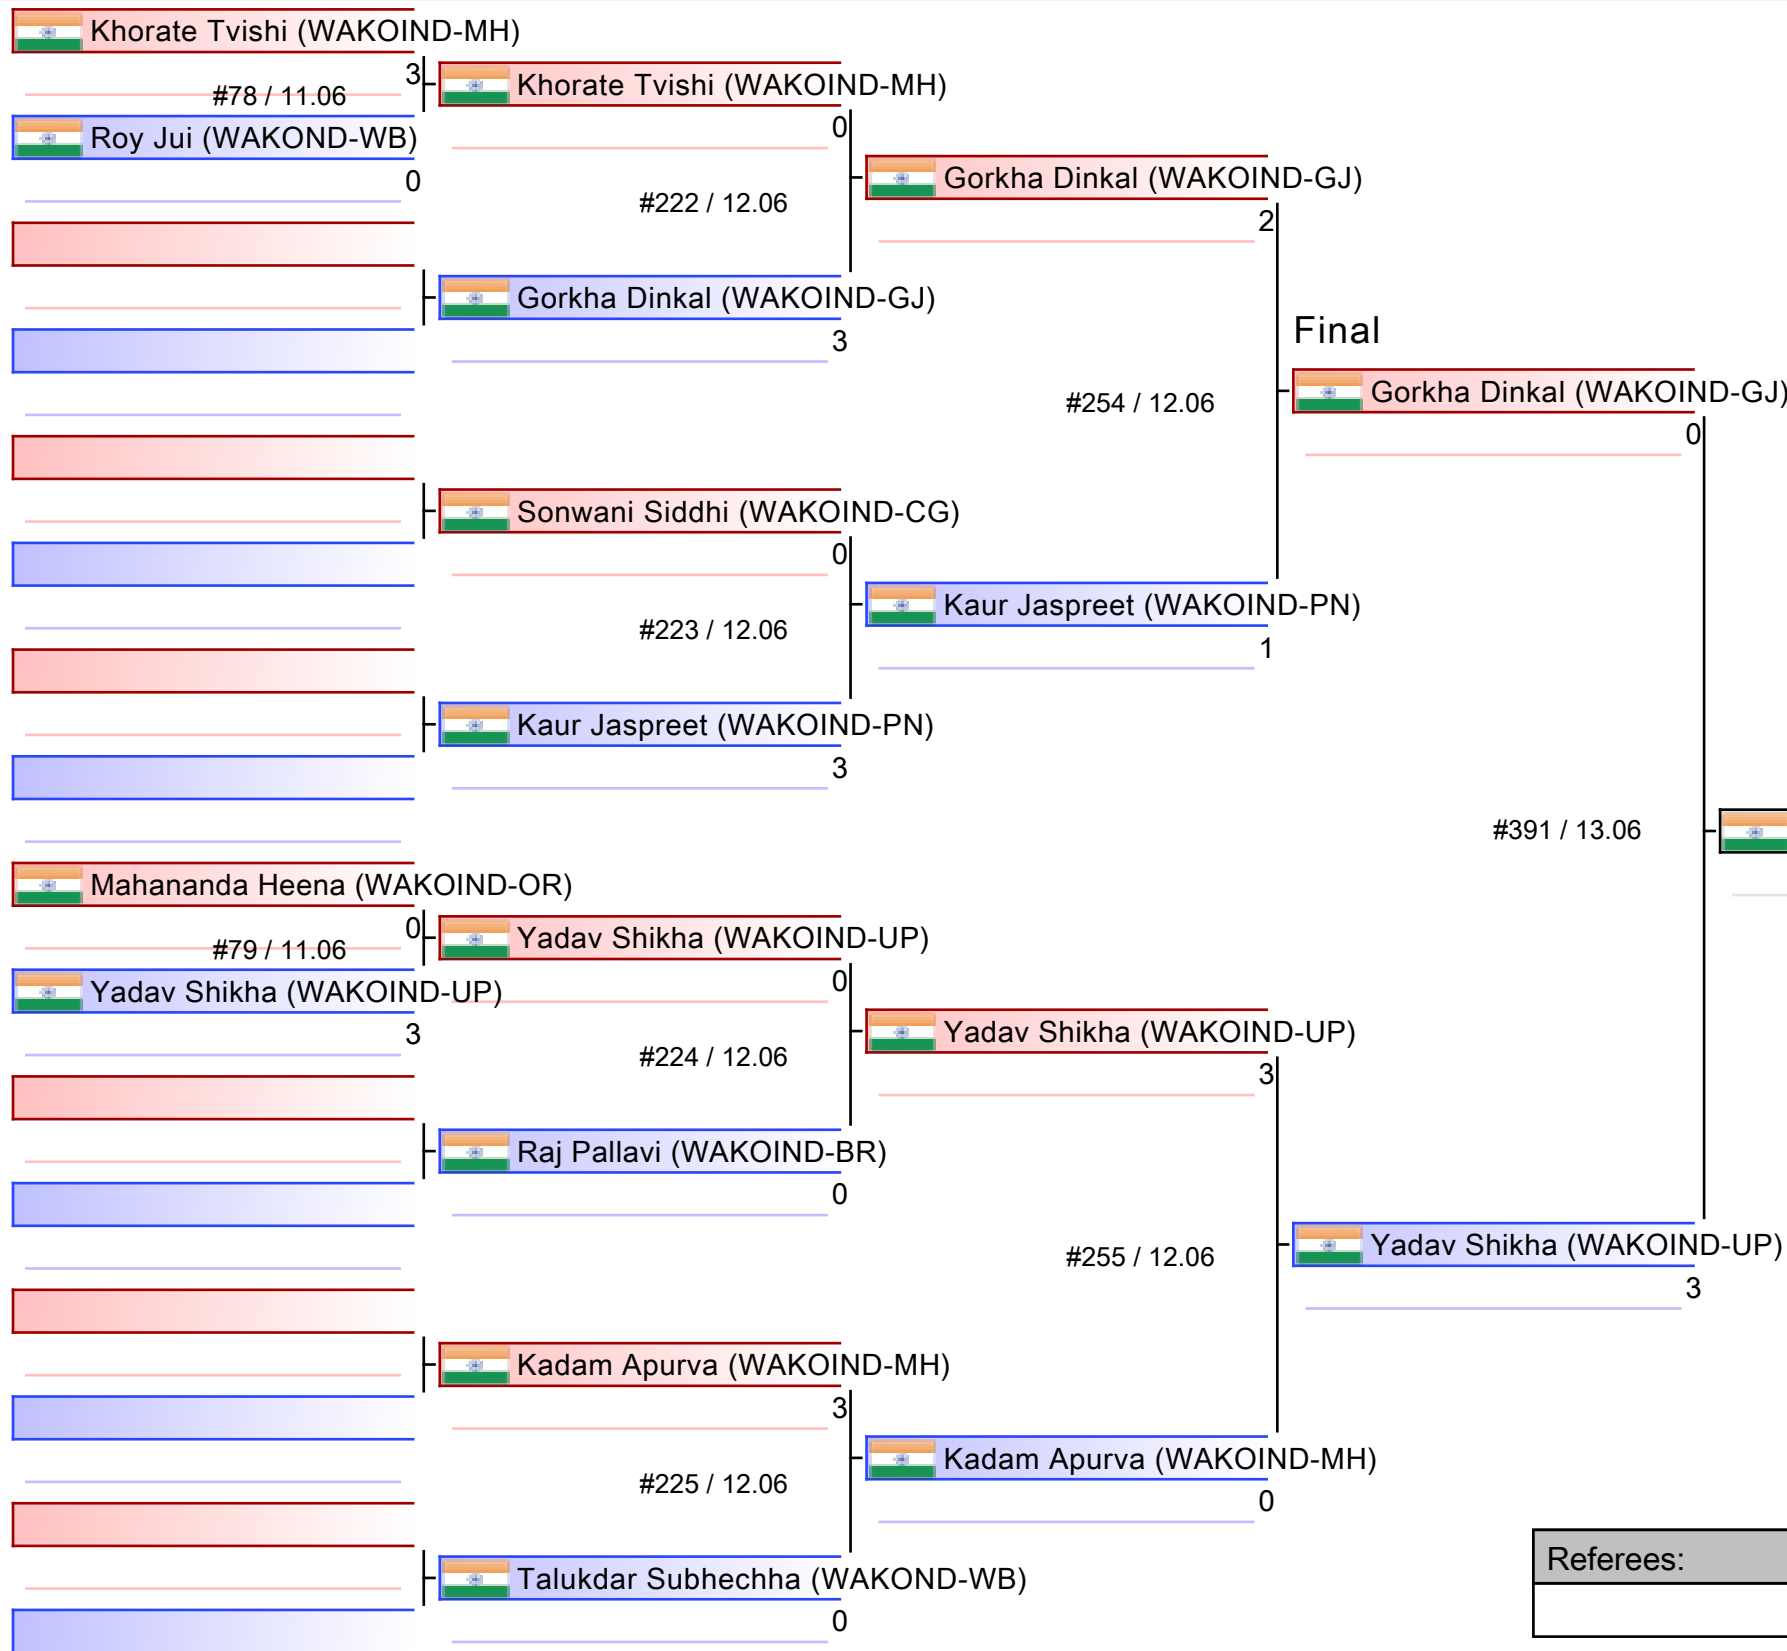 Khorate Tvishi (WAKOIND-MH)
3
#78 / 11.06
Roy Jui (WAKOND-WB)
0
Mahananda Heena (WAKOIND-OR)
0
#79 / 11.06
Yadav Shikha (WAKOIND-UP)
3
Khorate Tvishi (WAKOIND-MH)
0
#222 / 12.06
Gorkha Dinkal (WAKOIND-GJ)
3
Sonwani Siddhi (WAKOIND-CG)
0
#223 / 12.06
Kaur Jaspreet (WAKOIND-PN)
3
Yadav Shikha (WAKOIND-UP)
0
#224 / 12.06
Raj Pallavi (WAKOIND-BR)
0
Kadam Apurva (WAKOIND-MH)
3
#225 / 12.06
Talukdar Subhechha (WAKOND-WB)
0
Gorkha Dinkal (WAKOIND-GJ)
2
#254 / 12.06
Kaur Jaspreet (WAKOIND-PN)
1
Yadav Shikha (WAKOIND-UP)
3
#255 / 12.06
Kadam Apurva (WAKOIND-MH)
0
Final
Gorkha Dinkal (WAKOIND-GJ)
0
#391 / 13.06
Yadav Shikha (WAKOIND-UP)
3
Referees: